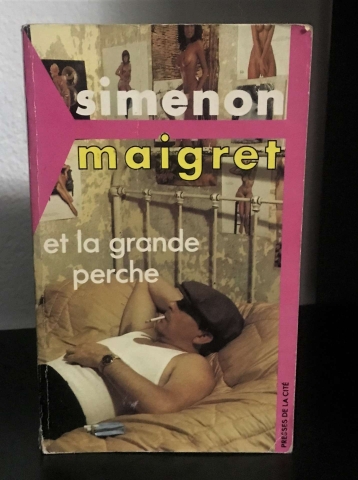 simenon
maigret
et la grande
perche
PRESSES DE LA CITÉ